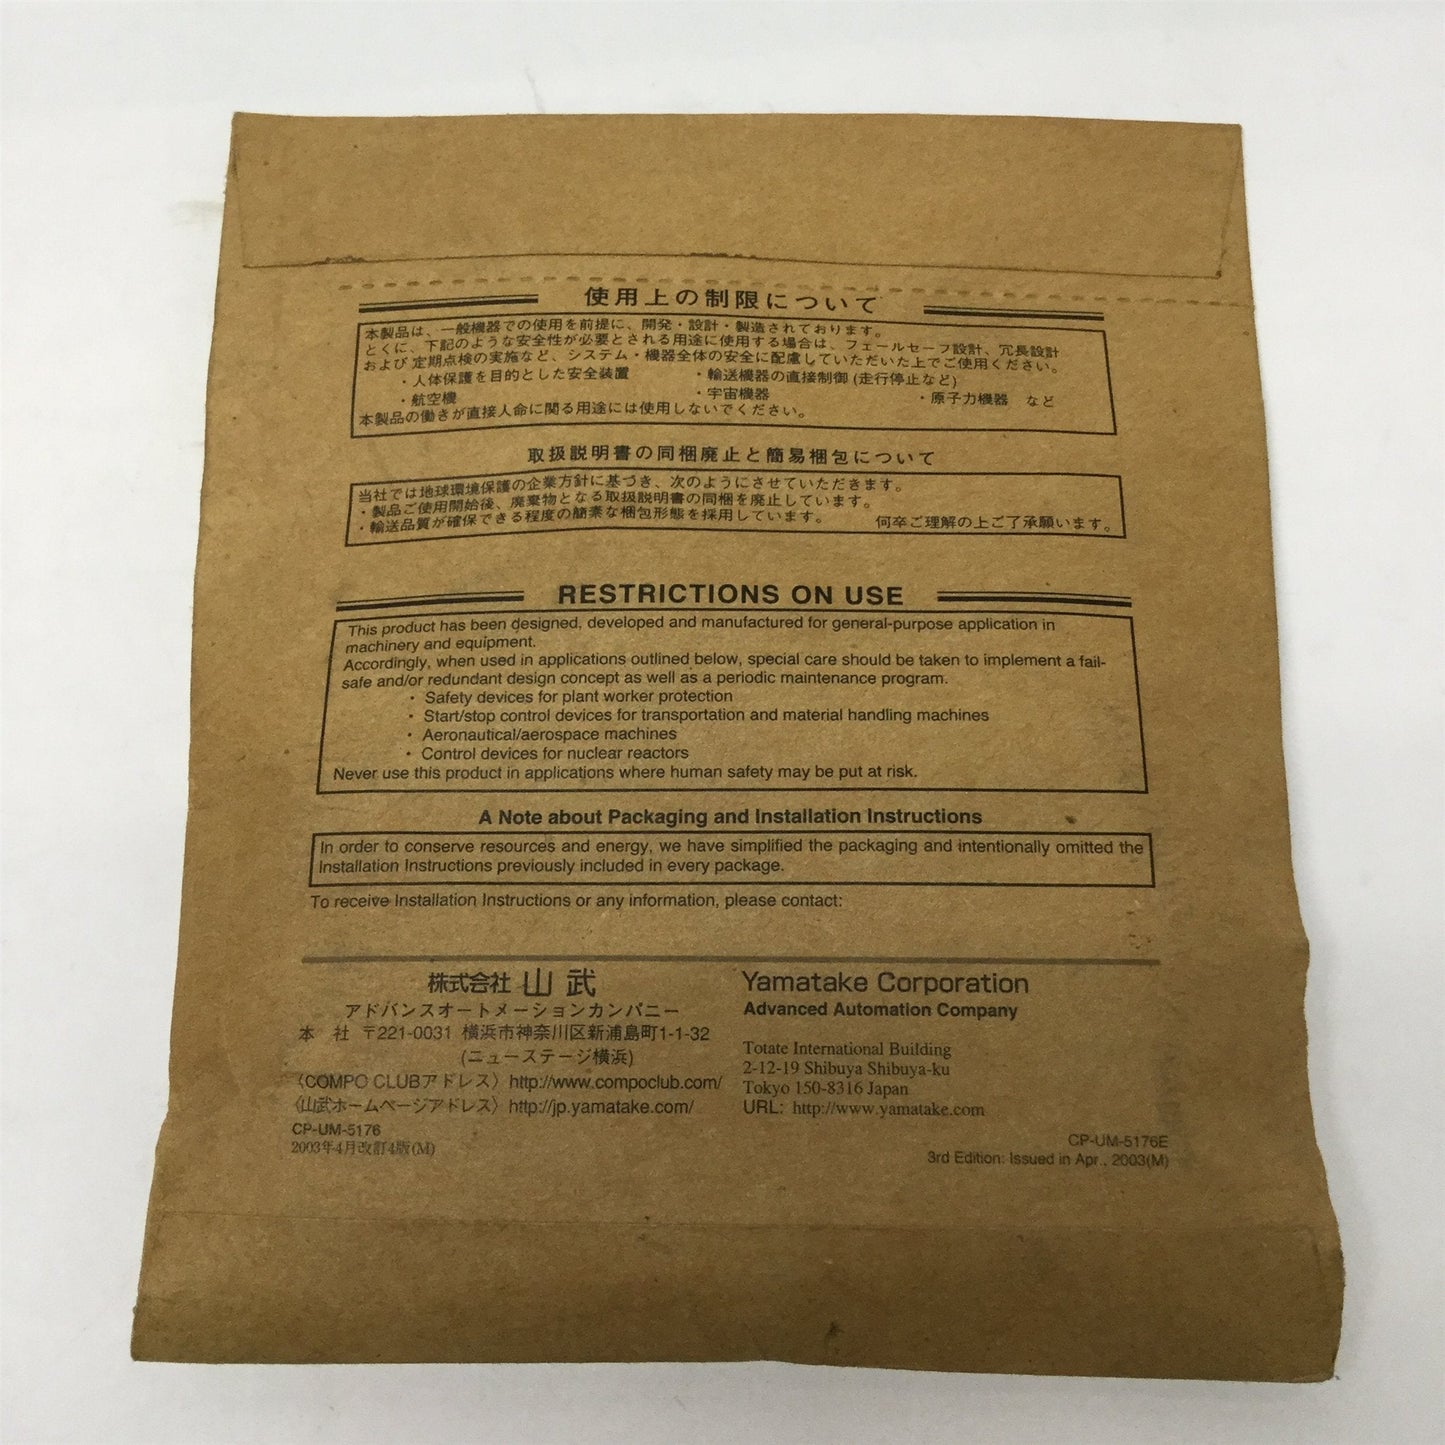 使用上の制限について
本製品は、一般機器での使用を前提に、開発・設計・製造されております。
とくに、下記のような安全性が必要とされる用途に使用する場合は、フェールセーフ設計、冗長設計
および定期点検の実施など、システム・機器全体の安全に配慮していただいた上でご使用ください。
・人体保護を目的とした安全装置 ・輸送機器の直接制御(走行停止など)
・航空機 ・宇宙機器 ・原子力機器 など
本製品の働きが直接人命に関る用途には使用しないでください。
取扱説明書の同梱廃止と簡易梱包について
当社では地球環境保護の企業方針に基づき、次のようにさせていただきます。
・製品ご使用開始後、廃棄物となる取扱説明書の同梱を廃止しています。
・輸送品質が確保できる程度の簡素な梱包形態を採用しています。 何卒ご理解の上ご了承願います。
RESTRICTIONS ON USE
This product has been designed, developed and manufactured for general-purpose application in
machinery and equipment.
Accordingly, when used in applications outlined below, special care should be taken to implement a fail-
safe and/or redundant design concept as well as a periodic maintenance program.
・ Safety devices for plant worker protection
・ Start/stop control devices for transportation and material handling machines
・ Aeronautical/aerospace machines
・ Control devices for nuclear reactors
Never use this product in applications where human safety may be put at risk.
A Note about Packaging and Installation Instructions
In order to conserve resources and energy, we have simplified the packaging and intentionally omitted the
Installation Instructions previously included in every package.
To receive Installation Instructions or any information, please contact:
株式会社 山武
アドバンスオートメーションカンパニー
本 社 〒221-0031 横浜市神奈川区新浦島町1-1-32
(ニューステージ横浜)
〈COMPO CLUBアドレス〉http://www.compoclub.com/
〈山武ホームページアドレス〉http://jp.yamatake.com/
CP-UM-5176
2003年4月改訂4版(M)
Yamatake Corporation
Advanced Automation Company
Totate International Building
2-12-19 Shibuya Shibuya-ku
Tokyo 150-8316 Japan
URL: http://www.yamatake.com
CP-UM-5176E
3rd Edition: Issued in Apr., 2003(M)